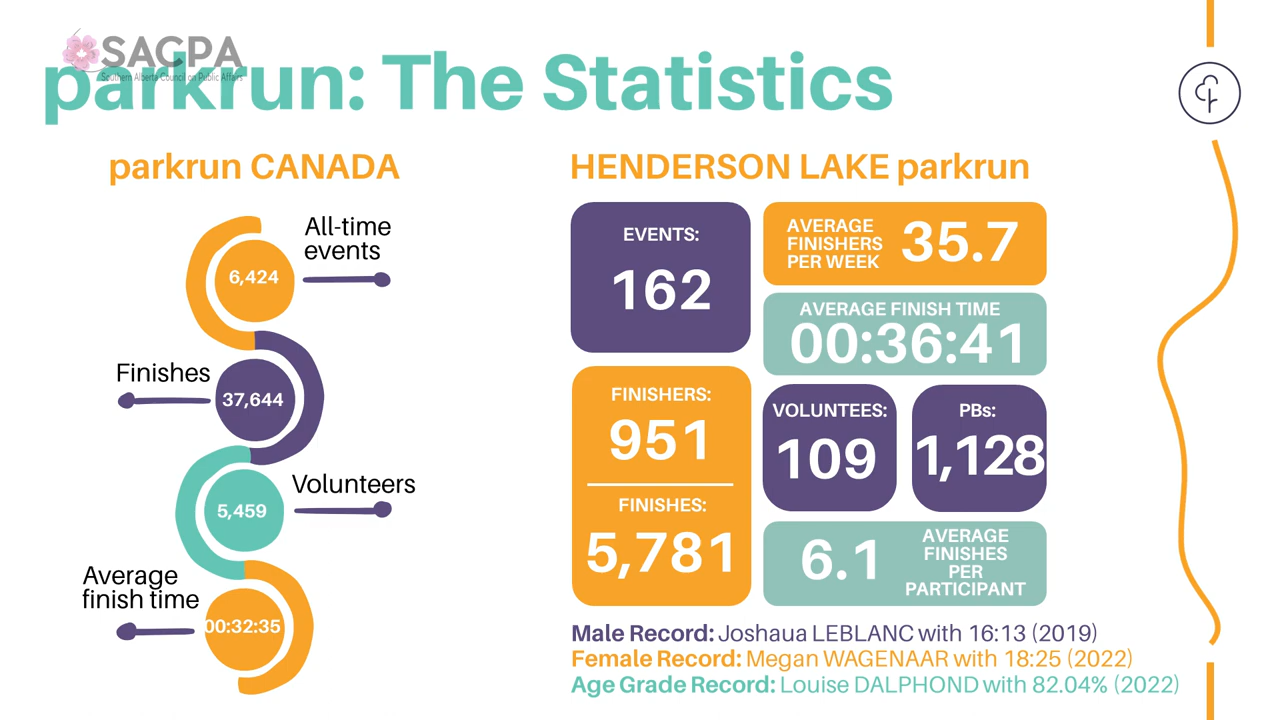 SACPA
Southern Alberta Council on Public Affairs
parkrun: The Statistics
parkrun CANADA
All-time
events
6,424
Finishes
37,644
Volunteers
5,459
Average
finish time
00:32:35
HENDERSON LAKE parkrun
EVENTS:
162
AVERAGE
FINISHERS
PER WEEK
35.7
AVERAGE FINISH TIME
00:36:41
FINISHERS:
951
FINISHES:
5,781
VOLUNTEES:
109
PBs:
1,128
6.1
AVERAGE
FINISHES
PER
PARTICIPANT
Male Record: Joshaua LEBLANC with 16:13 (2019)
Female Record: Megan WAGENAAR with 18:25 (2022)
Age Grade Record: Louise DALPHOND with 82.04% (2022)